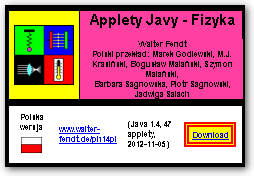 Applety Javy - Fizyka
Walter Fendt
Polski przekład: Marek Godlewski, M.J.
Krasiński, Bogusław Malański, Szymon
Malański,
Barbara Sagnowska, Piotr Sagnowski,
Jadwiga Salach
Polska
wersja
www.walter-
fendt.de/ph14pl
(Java 1.4, 47
applety,
2012-11-05)
Download